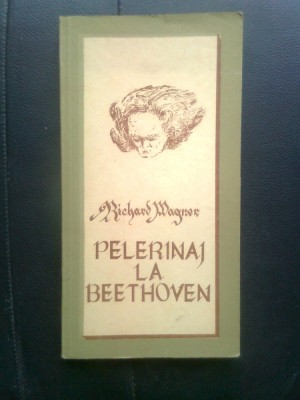 Richard Wagner
PELERINAJ
LA
BEETHOVEN